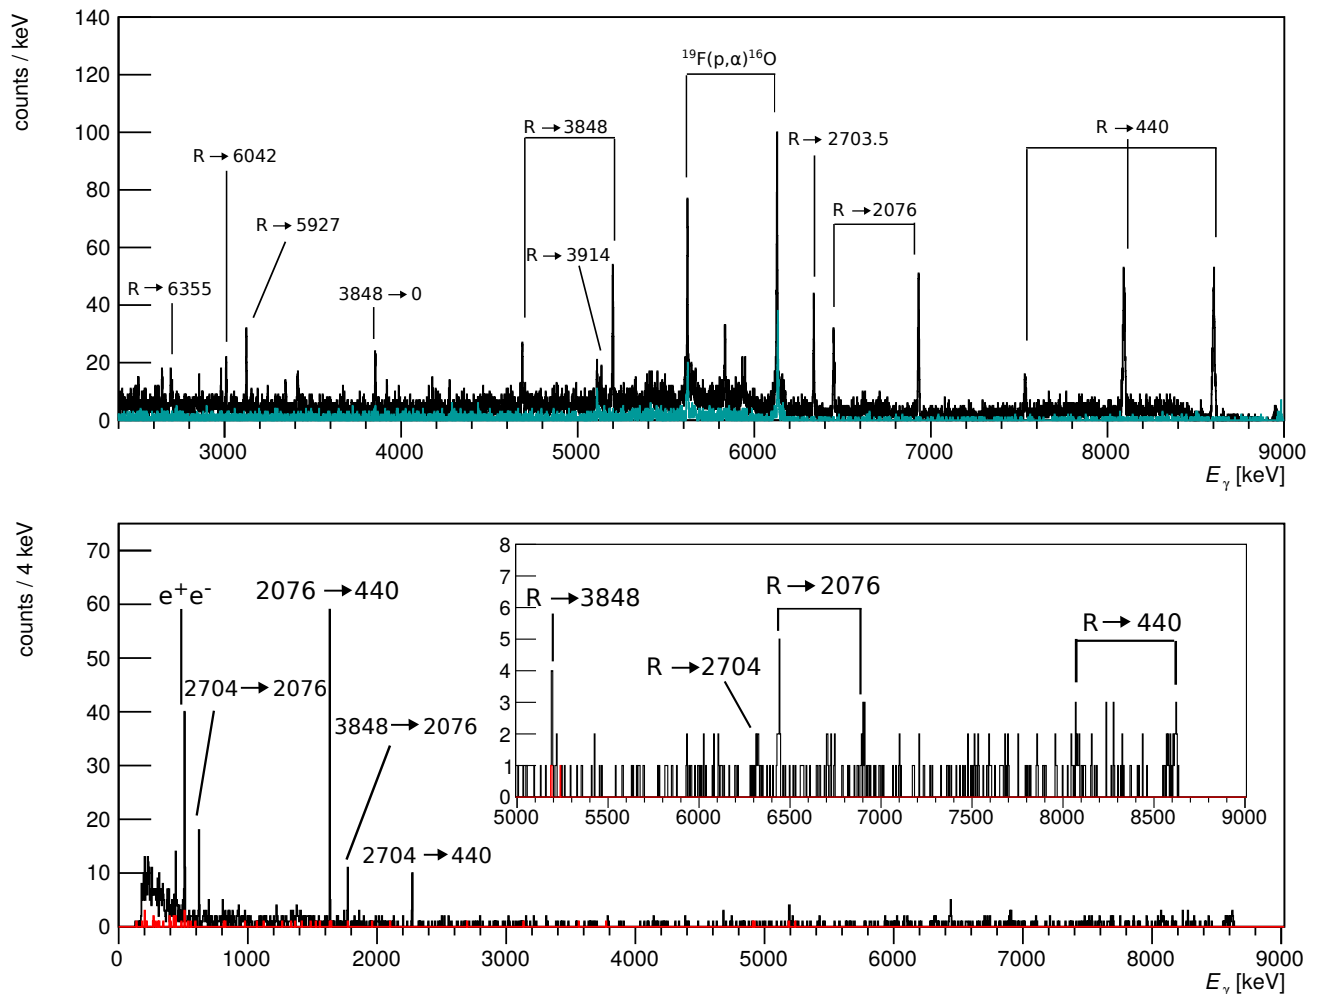 counts / keV
140
120
100
80
60
40
20
0
¹⁹F(p,α)¹⁶O
R → 3848
R → 2703.5
R → 440
R → 6042
R → 5927
R → 2076
R → 3914
R → 6355
3848 → 0
3000 4000 5000 6000 7000 8000 9000
Eγ [keV]
counts / 4 keV
70
60
50
40
30
20
10
0
e⁺e⁻
2076 → 440
2704 → 2076
3848 → 2076
2704 → 440
8
7
6
5
4
3
2
1
0
R → 3848
R → 2076
R → 440
R → 2704
5000 5500 6000 6500 7000 7500 8000 8500 9000
0 1000 2000 3000 4000 5000 6000 7000 8000 9000
Eγ [keV]